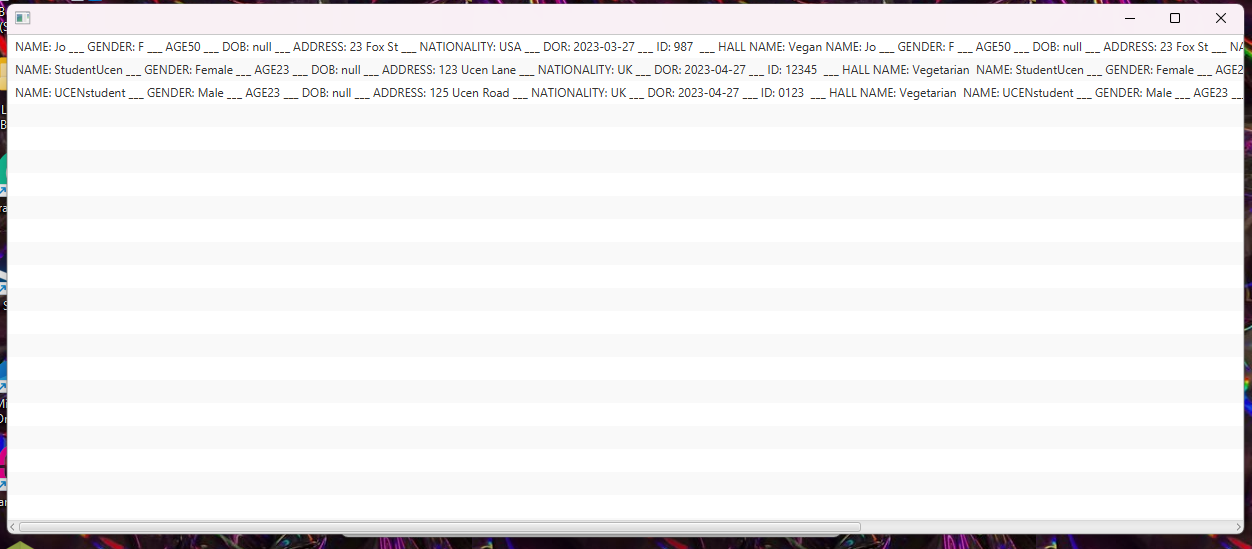 NAME: Jo ___ GENDER: F ___ AGE50 ___ DOB: null ___ ADDRESS: 23 Fox St ___ NATIONALITY: USA ___ DOR: 2023-03-27 ___ ID: 987 ___ HALL NAME: Vegan NAME: Jo ___ GENDER: F ___ AGE50 ___ DOB: null ___ ADDRESS: 23 Fox St ___ NA
NAME: StudentUcen ___ GENDER: Female ___ AGE23 ___ DOB: null ___ ADDRESS: 123 Ucen Lane ___ NATIONALITY: UK ___ DOR: 2023-04-27 ___ ID: 12345 ___ HALL NAME: Vegetarian NAME: StudentUcen ___ GENDER: Female ___ AGE2
NAME: UCENstudent ___ GENDER: Male ___ AGE23 ___ DOB: null ___ ADDRESS: 125 Ucen Road ___ NATIONALITY: UK ___ DOR: 2023-04-27 ___ ID: 0123 ___ HALL NAME: Vegetarian NAME: UCENstudent ___ GENDER: Male ___ AGE23 ___